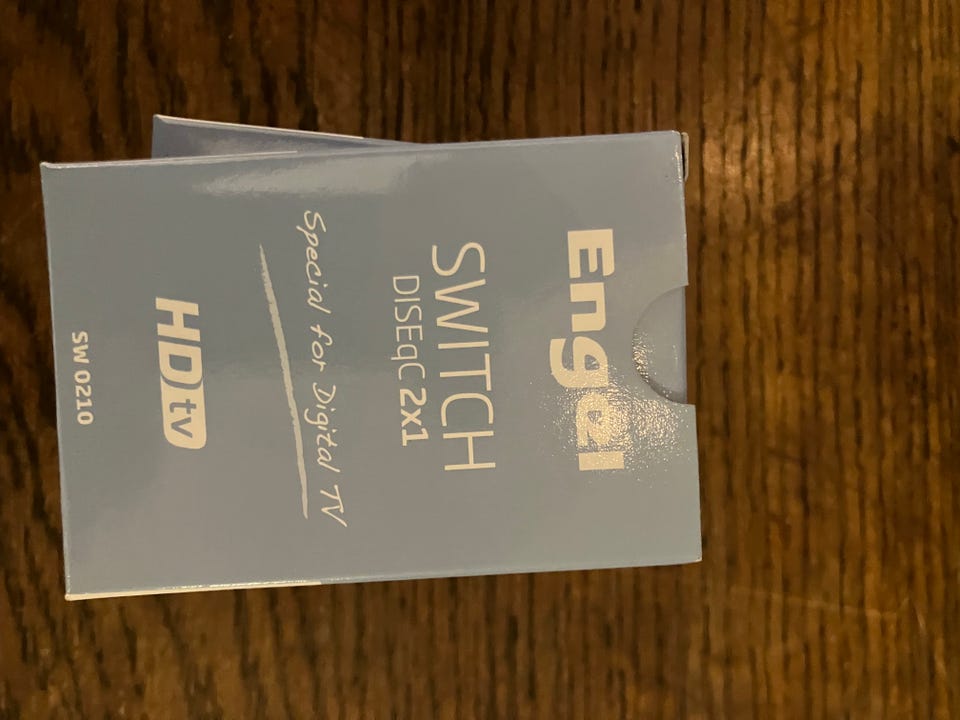 Engel
SWITCH
DISEqC 2x1
Special for Digital TV
HDtv
SW 0210